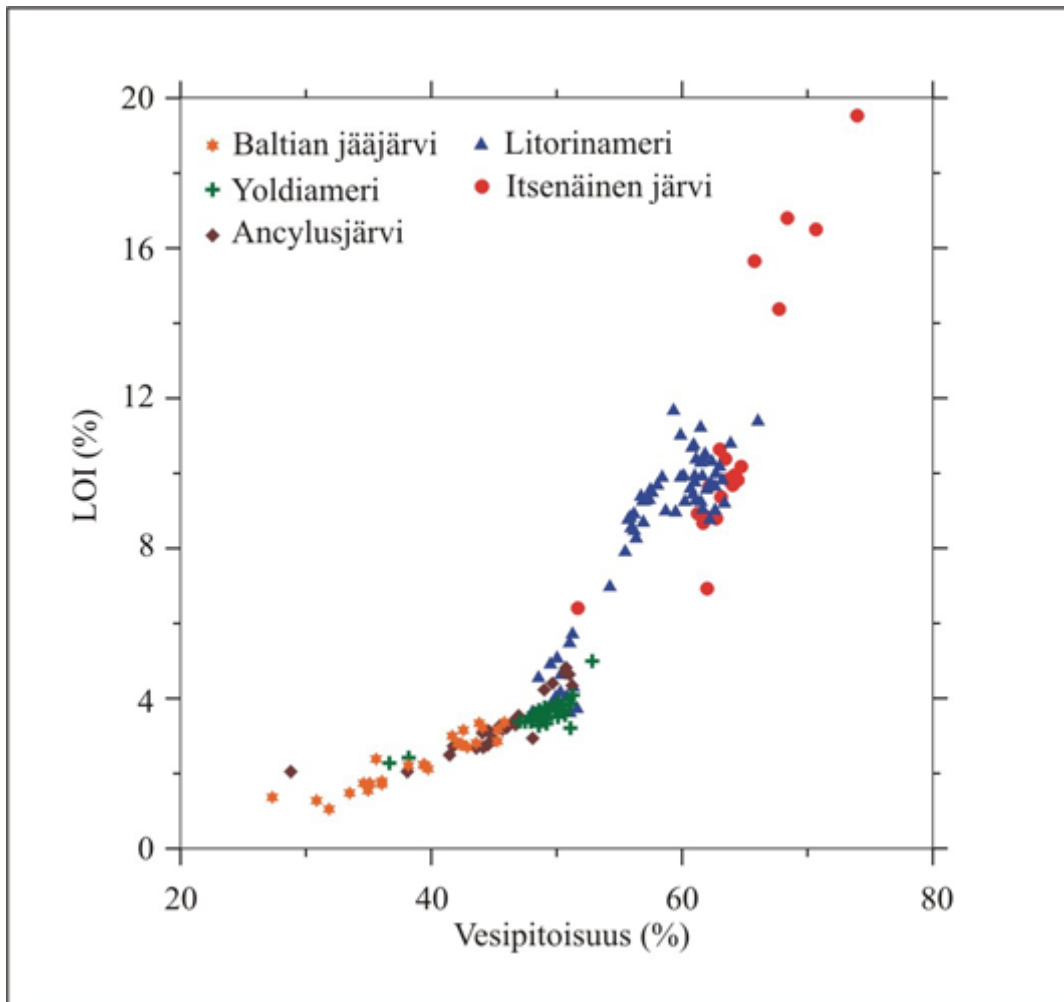 20
Baltian jääjärvi
Litorinameri
Yoldiameri
Itsenäinen järvi
Ancylusjärvi
16
12
LOI (%)
8
4
0
20 40 60 80
Vesipitoisuus (%)